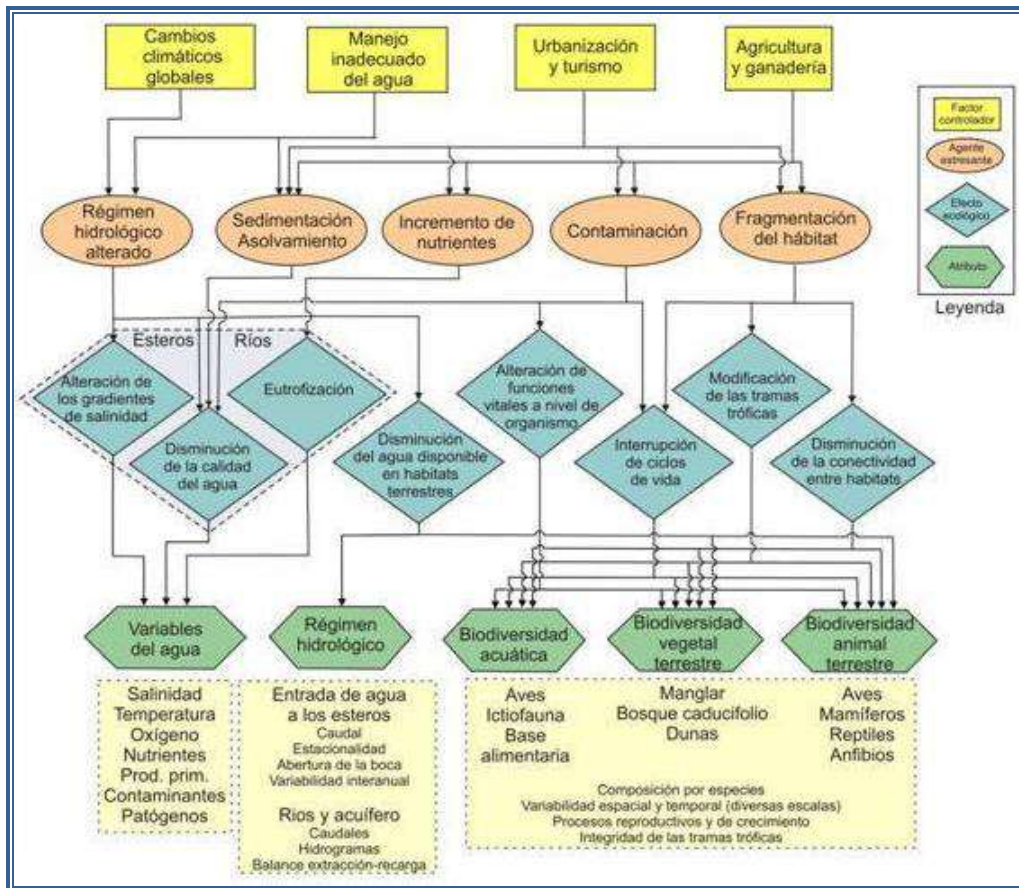 Cambios
climáticos
globales
Manejo
inadecuado
del agua
Urbanización
y turismo
Agricultura
y ganadería
Factor
controlador
Agente
estresante
Efecto
ecológico
Atributo
Leyenda
Régimen
hidrológico
alterado
Sedimentación
Asolvamiento
Incremento de
nutrientes
Contaminación
Fragmentación
del hábitat
Esteros
Ríos
Alteración de
los gradientes
de salinidad
Eutrofización
Alteración de
funciones
vitales a nivel de
organismo
Modificación
de las tramas
tróficas
Disminución
de la calidad
del agua
Disminución
del agua disponible
en habitats
terrestres
Interrupción
de ciclos
de vida
Disminución
de la conectividad
entre habitats
Variables
del agua
Régimen
hidrológico
Biodiversidad
acuática
Biodiversidad
vegetal
terrestre
Biodiversidad
animal
terrestre
Salinidad
Temperatura
Oxígeno
Nutrientes
Prod. prim.
Contaminantes
Patógenos
Entrada de agua
a los esteros
Caudal
Estacionalidad
Abertura de la boca
Variabilidad interanual
Ríos y acuífero
Caudales
Hidrogramas
Balance extracción-recarga
Aves
Ictiofauna
Base
alimentaria
Manglar
Bosque caducifolio
Dunas
Aves
Mamíferos
Reptiles
Anfibios
Composición por especies
Variabilidad espacial y temporal (diversas escalas)
Procesos reproductivos y de crecimiento
Integridad de las tramas tróficas